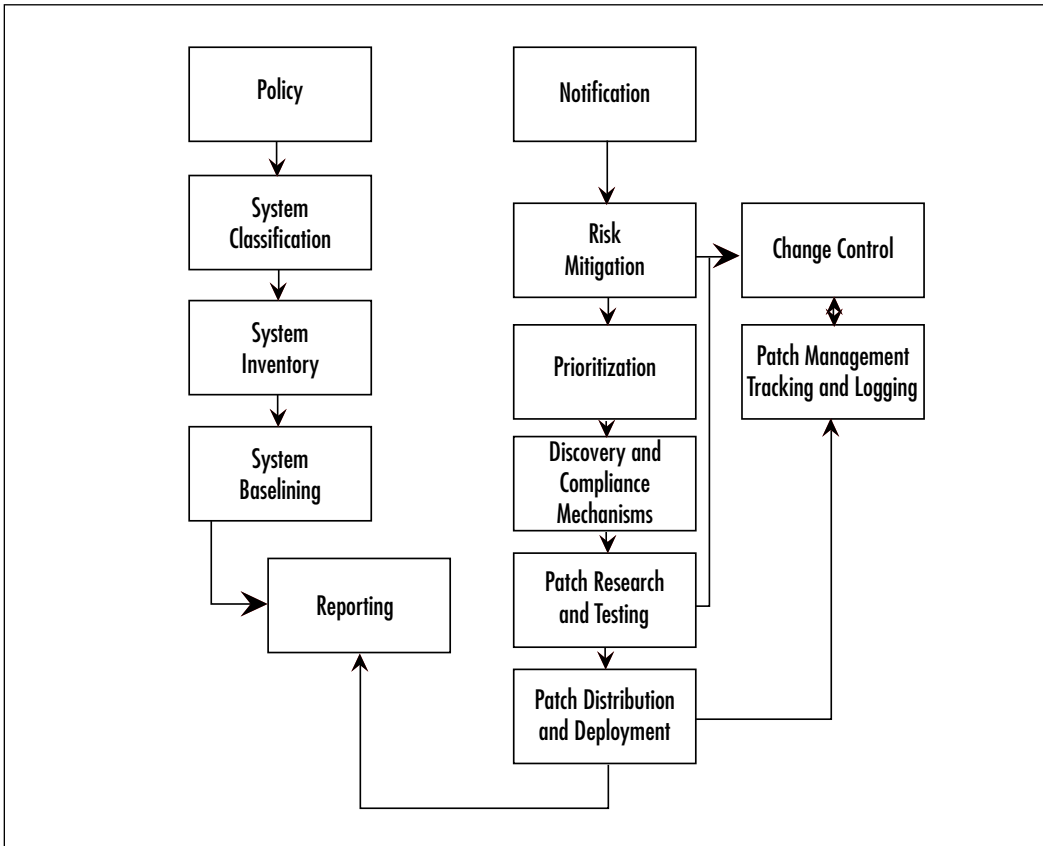 Policy
System
Classification
System
Inventory
System
Baselining
Reporting
Notification
Risk
Mitigation
Prioritization
Discovery and
Compliance
Mechanisms
Patch Research
and Testing
Patch Distribution
and Deployment
Change Control
Patch Management
Tracking and Logging